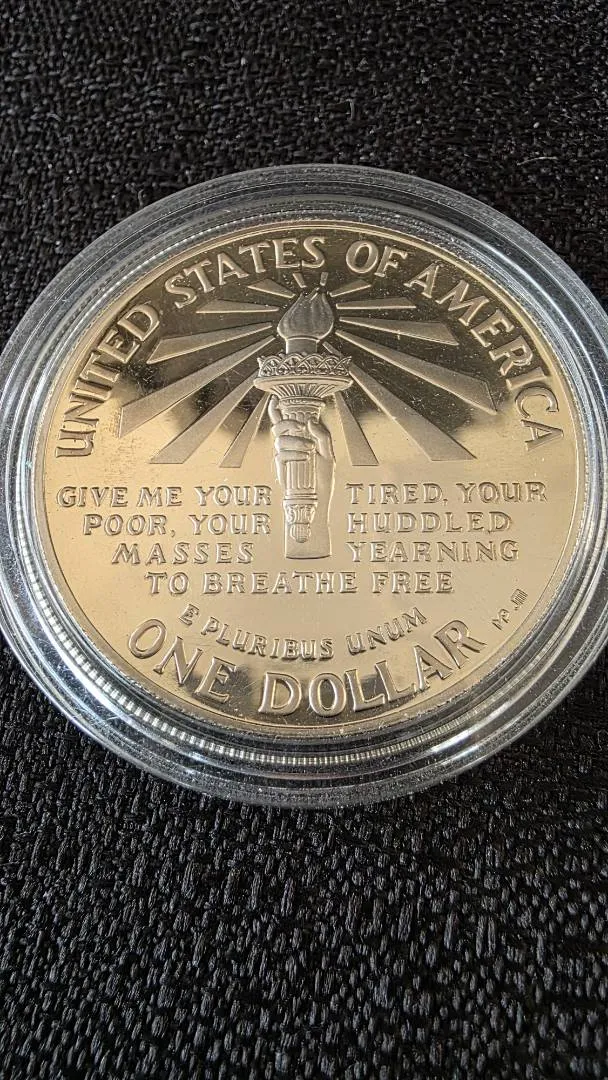 UNITED STATES OF AMERICA
GIVE ME YOUR TIRED, YOUR
POOR, YOUR HUDDLED
MASSES YEARNING
TO BREATHE FREE
E PLURIBUS UNUM
ONE DOLLAR